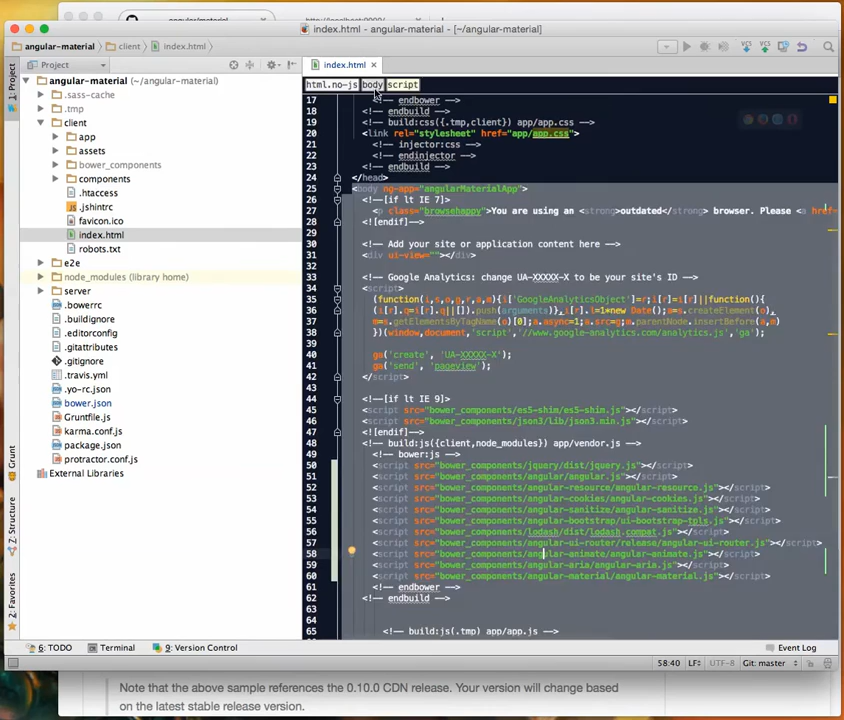 angular/material
http://localhost:9000/
index.html - angular-material - [~/angular-material]
angular-material
client
index.html
Project
index.html
html.no-js
body
script
1: Project
Grunt
7: Structure
2: Favorites
angular-material (~/angular-material)
.sass-cache
.tmp
client
app
assets
bower_components
components
.htaccess
.jshintrc
favicon.ico
index.html
robots.txt
e2e
node_modules (library home)
server
.bowerrc
.buildignore
.editorconfig
.gitattributes
.gitignore
.travis.yml
.yo-rc.json
bower.json
Gruntfile.js
karma.conf.js
package.json
protractor.conf.js
External Libraries
17 <!-- endbower -->
18 <!-- endbuild -->
19 <!-- build:css({.tmp,client}) app/app.css -->
20 <link rel="stylesheet" href="app/app.css">
21 <!-- injector:css -->
22 <!-- endinjector -->
23 <!-- endbuild -->
24 </head>
25 <body ng-app="angularMaterialApp">
26 <!--[if lt IE 7]>
27 <p class="browsehappy">You are using an <strong>outdated</strong> browser. Please <a href=
28 <![endif]-->
29
30 <!-- Add your site or application content here -->
31 <div ui-view=""></div>
32
33 <!-- Google Analytics: change UA-XXXXX-X to be your site's ID -->
34 <script>
35 (function(i,s,o,g,r,a,m){i['GoogleAnalyticsObject']=r;i[r]=i[r]||function(){
36 (i[r].q=i[r].q||[]).push(arguments)},i[r].l=1*new Date();a=s.createElement(o),
37 m=s.getElementsByTagName(o)[0];a.async=1;a.src=g;m.parentNode.insertBefore(a,m)
38 })(window,document,'script','//www.google-analytics.com/analytics.js','ga');
39
40 ga('create', 'UA-XXXXX-X');
41 ga('send', 'pageview');
42 </script>
43
44 <!--[if lt IE 9]>
45 <script src="bower_components/es5-shim/es5-shim.js"></script>
46 <script src="bower_components/json3/lib/json3.min.js"></script>
47 <![endif]-->
48 <!-- build:js({client,node_modules}) app/vendor.js -->
49 <!-- bower:js -->
50 <script src="bower_components/jquery/dist/jquery.js"></script>
51 <script src="bower_components/angular/angular.js"></script>
52 <script src="bower_components/angular-resource/angular-resource.js"></script>
53 <script src="bower_components/angular-cookies/angular-cookies.js"></script>
54 <script src="bower_components/angular-sanitize/angular-sanitize.js"></script>
55 <script src="bower_components/angular-bootstrap/ui-bootstrap-tpls.js"></script>
56 <script src="bower_components/lodash/dist/lodash.compat.js"></script>
57 <script src="bower_components/angular-ui-router/release/angular-ui-router.js"></script>
58 <script src="bower_components/angular-animate/angular-animate.js"></script>
59 <script src="bower_components/angular-aria/angular-aria.js"></script>
60 <script src="bower_components/angular-material/angular-material.js"></script>
61 <!-- endbower -->
62 <!-- endbuild -->
63
64
65 <!-- build:js(.tmp) app/app.js -->
6: TODO
Terminal
9: Version Control
Event Log
58:40
LF
UTF-8
Git: master
Note that the above sample references the 0.10.0 CDN release. Your version will change based
on the latest stable release version.